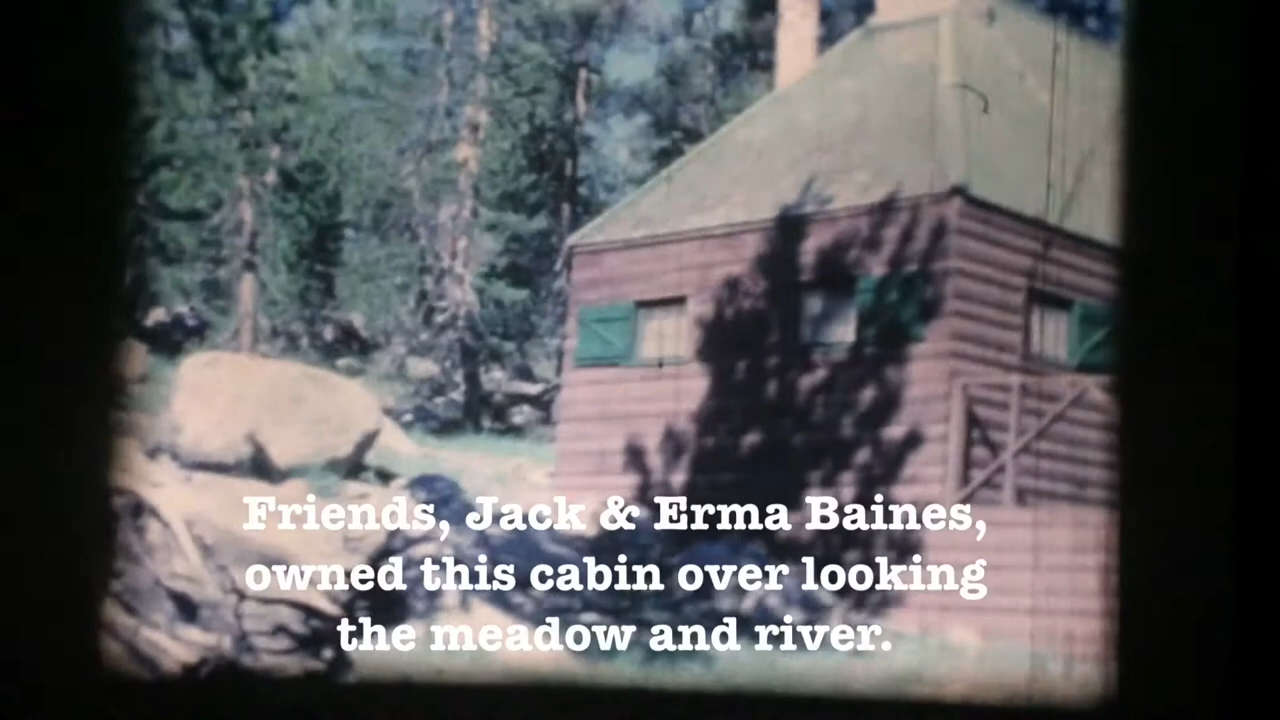 Friends, Jack & Erma Baines,
owned this cabin over looking
the meadow and river.